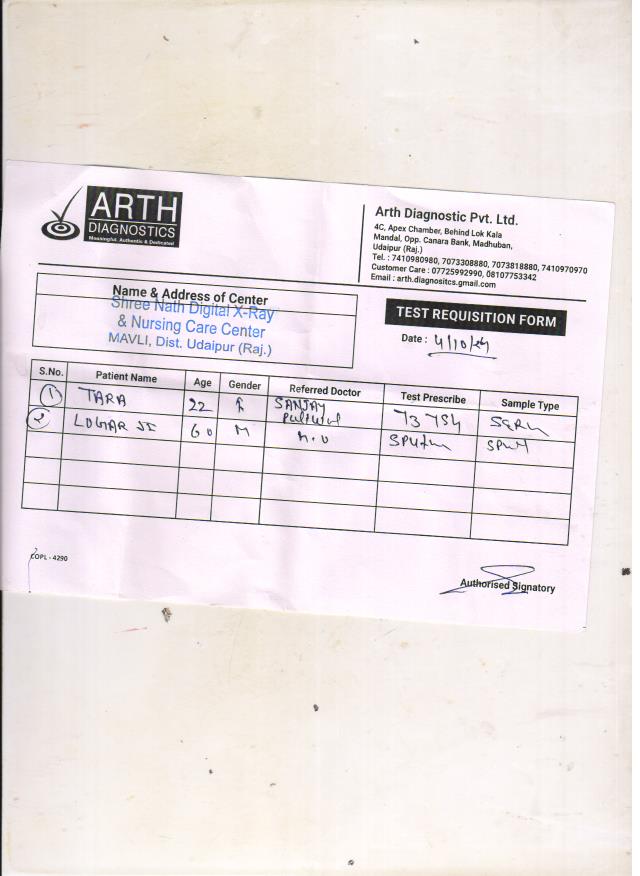 ARTH
DIAGNOSTICS
Meaningful, Authentic & Dedicated
Arth Diagnostic Pvt. Ltd.
4C, Apex Chamber, Behind Lok Kala
Mandal, Opp. Canara Bank, Madhuban,
Udaipur (Raj.)
Tel. : 7410980980, 7073308880, 7073818880, 7410970970
Customer Care : 07725992990, 08107753342
Email : arth.diagnositcs.gmail.com
Name & Address of Center
Shree Nath Digital X-Ray
& Nursing Care Center
MAVLI, Dist. Udaipur (Raj.)
TEST REQUISITION FORM
Date : 4/10/24
S.No. Patient Name Age Gender Referred Doctor Test Prescribe Sample Type
1 TARA 22 F SANJAY T3 TSH
2 60 M
COPL - 4290
Authorised Signatory